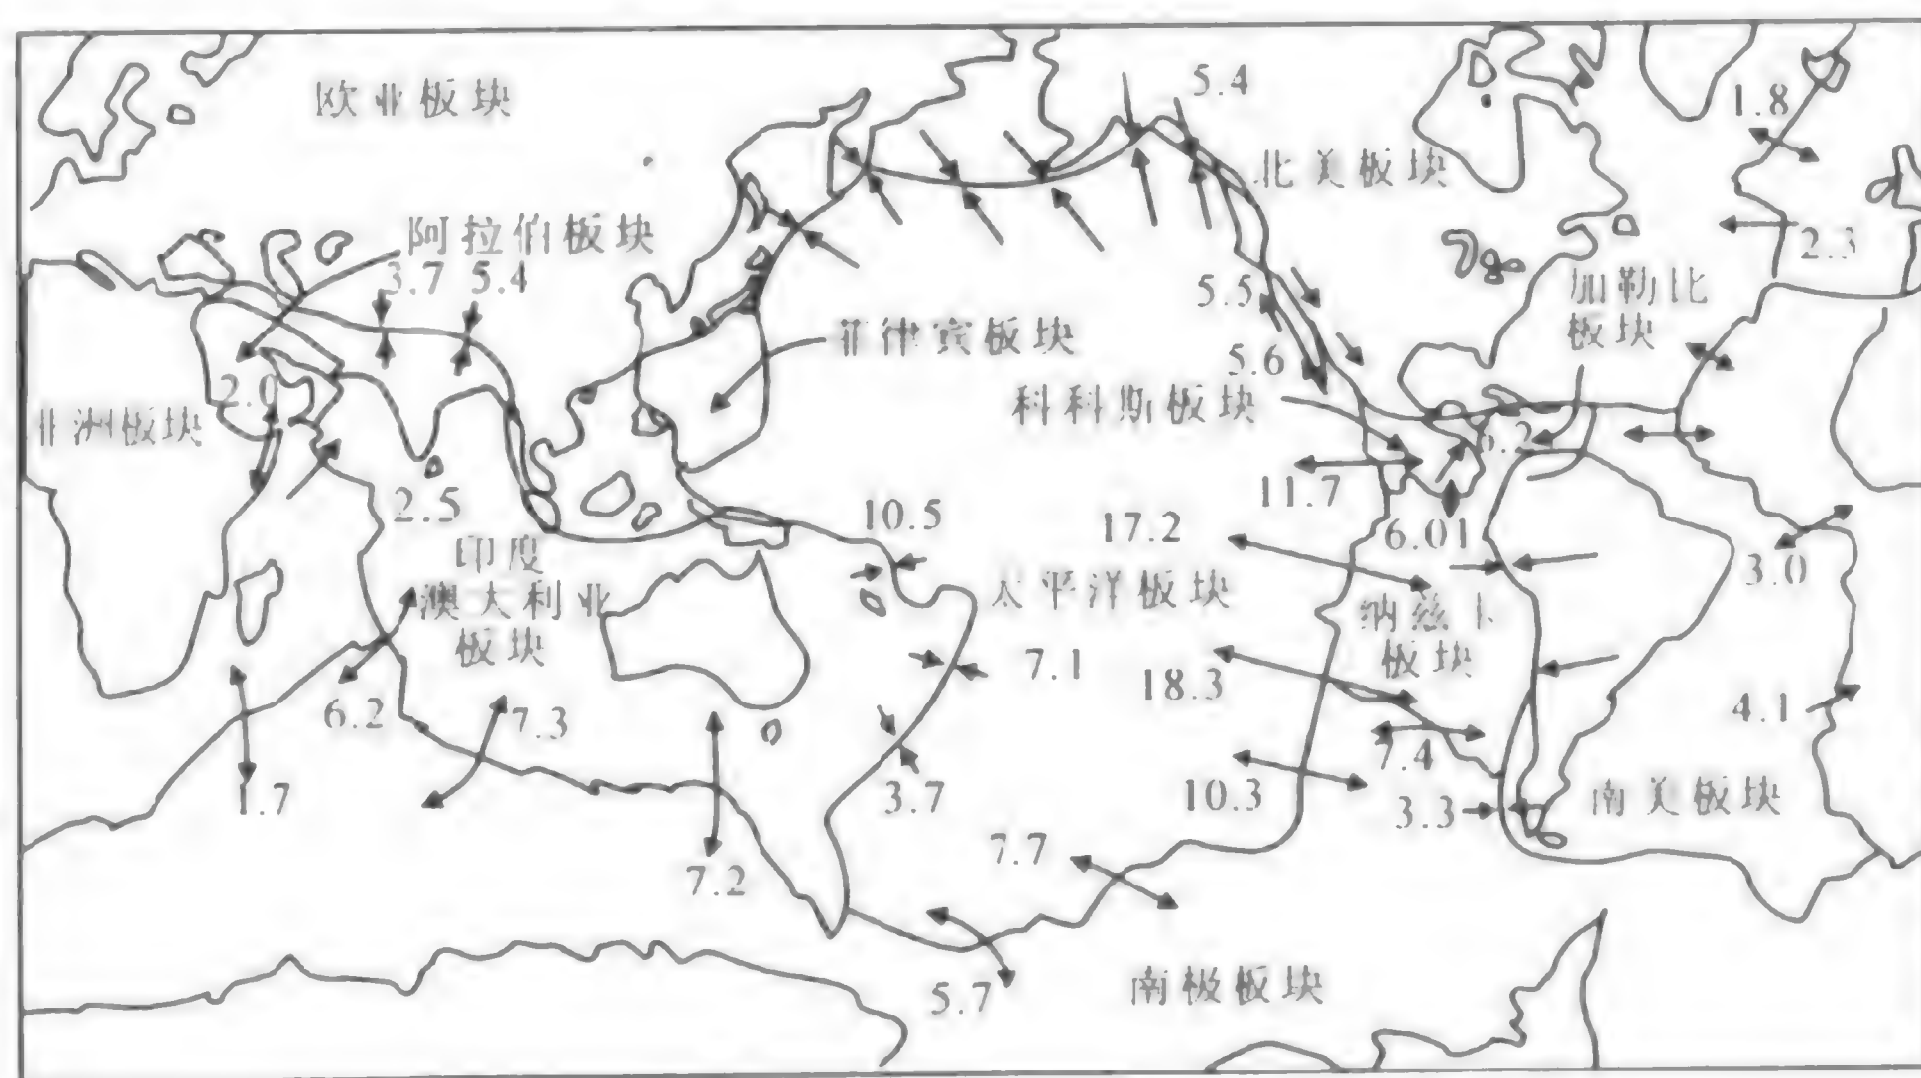 欧亚板块
5.4
1.8
北美板块
阿拉伯板块
2.3
3.7 5.4
加勒比
板块
5.5
菲律宾板块
5.6
科科斯板块
2.0
非洲板块
6.2
2.5
10.5
11.7
17.2
6.01
印度
澳大利亚
板块
太平洋板块
3.0
纳兹卡
板块
7.1
18.3
6.2
7.3
4.1
7.4
1.7
3.7
10.3
3.3
南美板块
7.2
7.7
5.7
南极板块